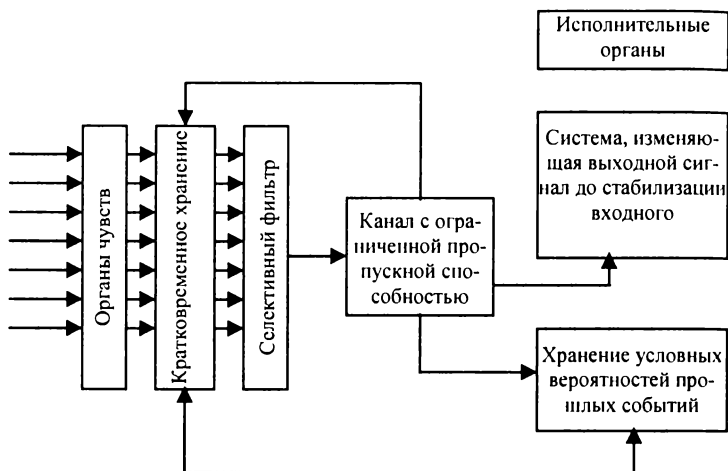 Исполнительные
органы
Органы чувств
Кратковременное хранение
Селективный фильтр
Канал с огра-
ниченной про-
пускной спо-
собностью
Система, изменяю-
щая выходной сиг-
нал до стабилизации
входного
Хранение условных
вероятностей про-
шлых событий